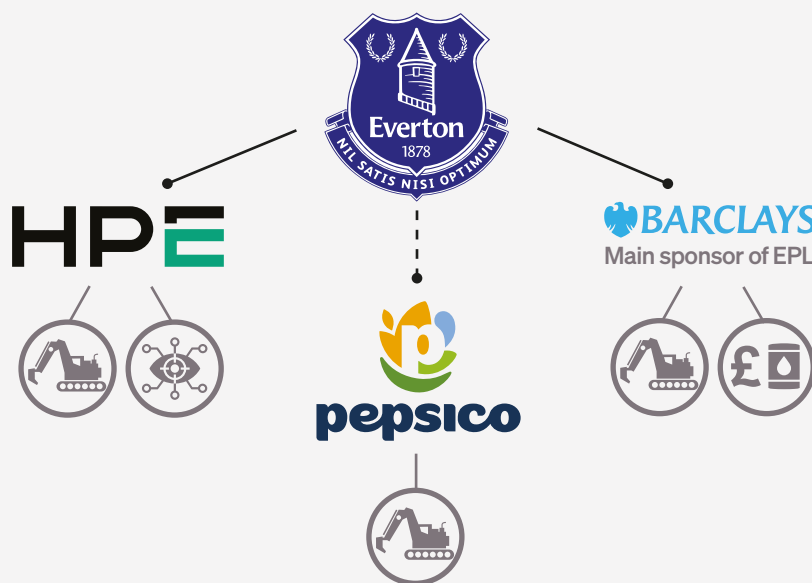 Everton
1878
NIL SATIS NISI OPTIMUM
HPE
BARCLAYS
Main sponsor of EPL
pepsico
£